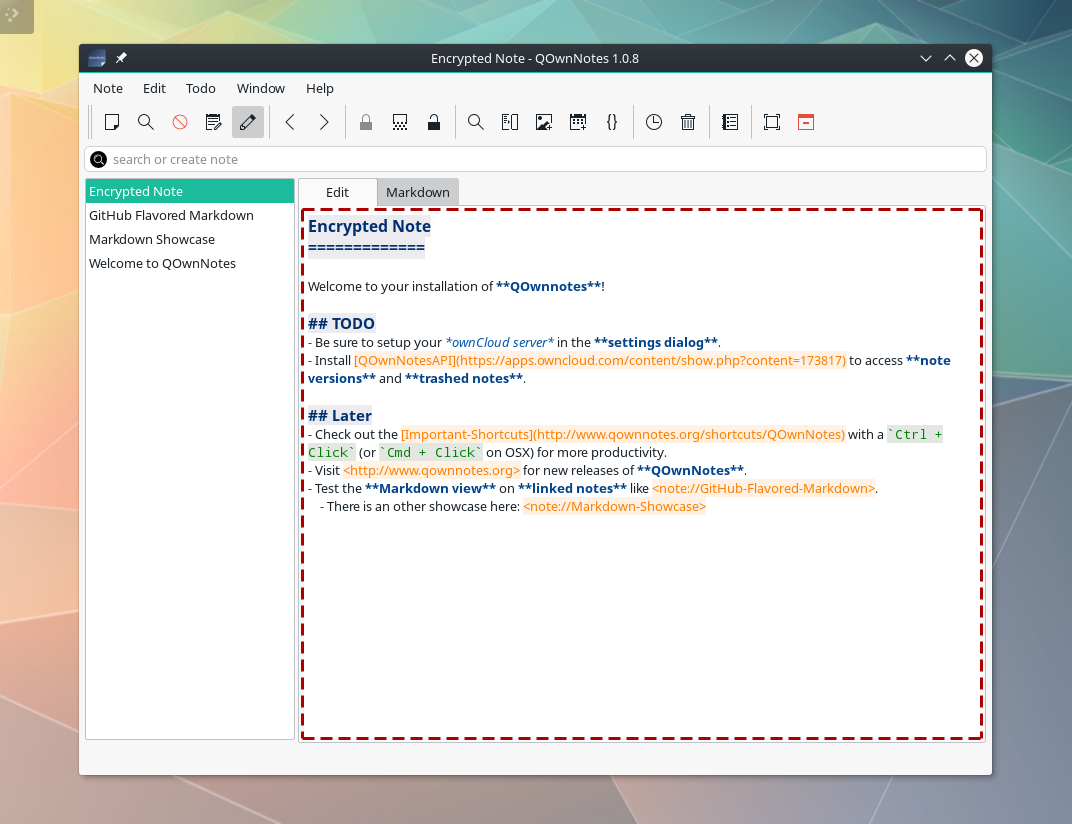 Encrypted Note - QOwnNotes 1.0.8
Note Edit Todo Window Help
search or create note
Encrypted Note
GitHub Flavored Markdown
Markdown Showcase
Welcome to QOwnNotes
Edit Markdown
Encrypted Note
=============
Welcome to your installation of **QOwnnotes**!
## TODO
- Be sure to setup your *ownCloud server* in the **settings dialog**.
- Install [QOwnNotesAPI](https://apps.owncloud.com/content/show.php?content=173817) to access **note
versions** and **trashed notes**.
## Later
- Check out the [Important-Shortcuts](http://www.qownnotes.org/shortcuts/QOwnNotes) with a `Ctrl +
Click` (or `Cmd + Click` on OSX) for more productivity.
- Visit <http://www.qownnotes.org> for new releases of **QOwnNotes**.
- Test the **Markdown view** on **linked notes** like <note://GitHub-Flavored-Markdown>.
- There is an other showcase here: <note://Markdown-Showcase>